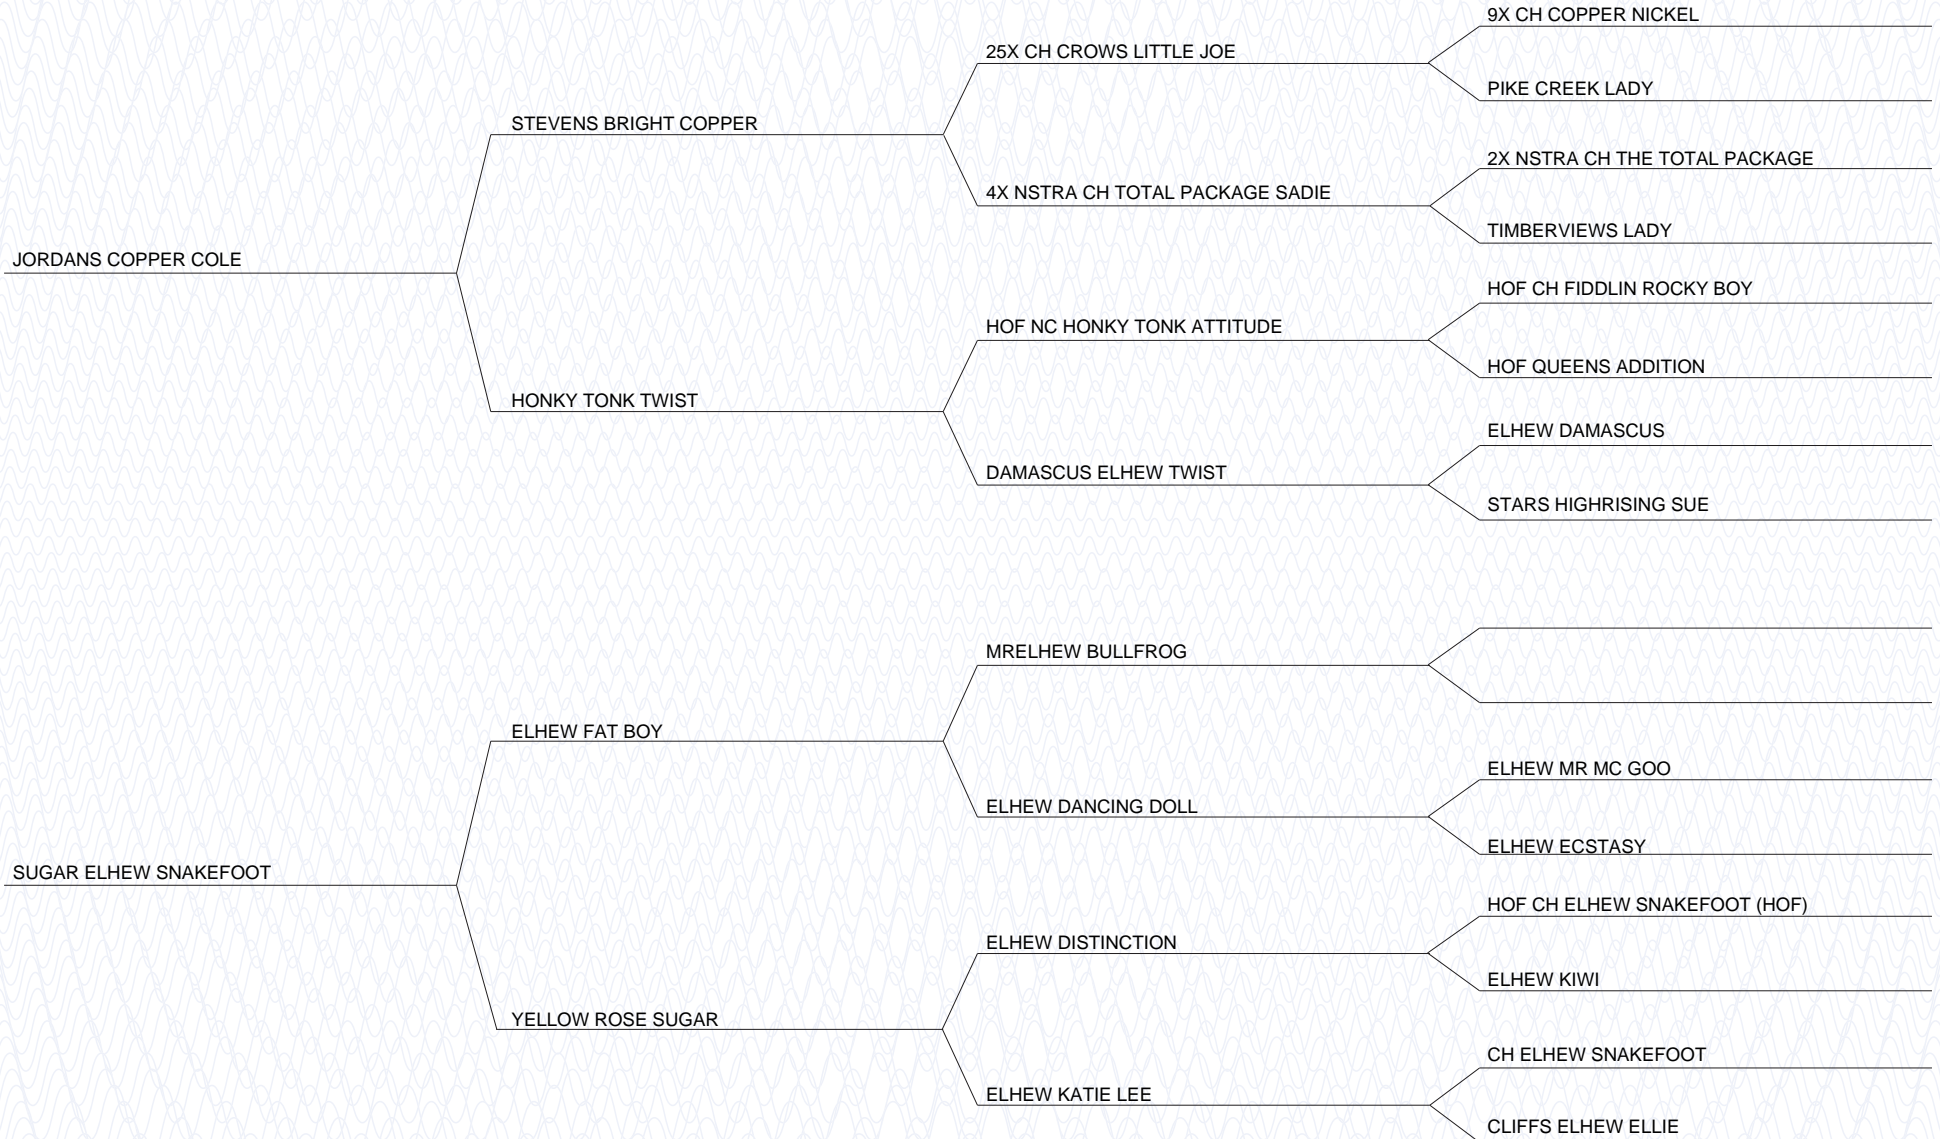 9X CH COPPER NICKEL
25X CH CROWS LITTLE JOE
PIKE CREEK LADY
STEVENS BRIGHT COPPER
2X NSTRA CH THE TOTAL PACKAGE
4X NSTRA CH TOTAL PACKAGE SADIE
TIMBERVIEWS LADY
JORDANS COPPER COLE
HOF CH FIDDLIN ROCKY BOY
HOF NC HONKY TONK ATTITUDE
HOF QUEENS ADDITION
HONKY TONK TWIST
ELHEW DAMASCUS
DAMASCUS ELHEW TWIST
STARS HIGHRISING SUE
MRELHEW BULLFROG
ELHEW FAT BOY
ELHEW MR MC GOO
ELHEW DANCING DOLL
ELHEW ECSTASY
SUGAR ELHEW SNAKEFOOT
HOF CH ELHEW SNAKEFOOT (HOF)
ELHEW DISTINCTION
ELHEW KIWI
YELLOW ROSE SUGAR
CH ELHEW SNAKEFOOT
ELHEW KATIE LEE
CLIFFS ELHEW ELLIE